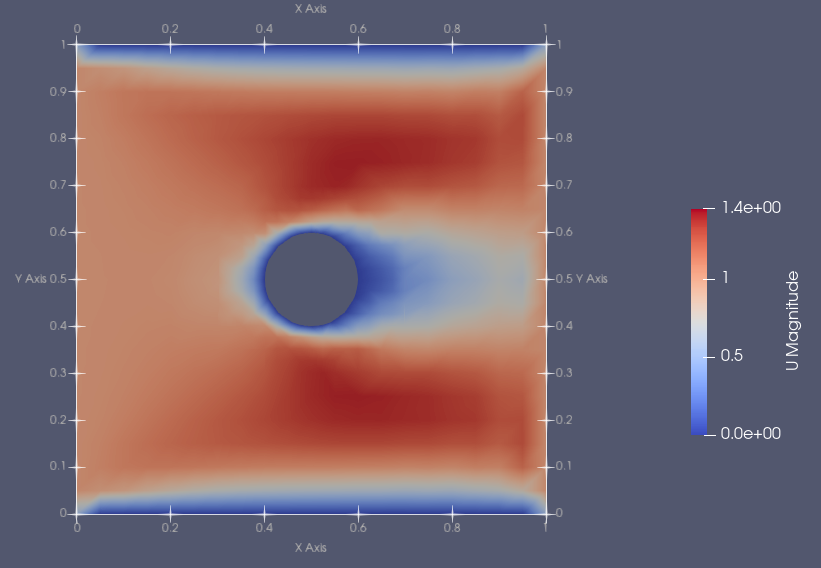 X Axis
0 0.2 0.4 0.6 0.8 1
1 1
0.9 0.9
0.8 0.8
0.7 0.7
1.4e+00
0.6 0.6
Y Axis 0.5 0.5 Y Axis
1
0.4 0.4
U Magnitude
0.3 0.3
0.5
0.2 0.2
0.0e+00
0.1 0.1
0 0
0 0.2 0.4 0.6 0.8 1
X Axis